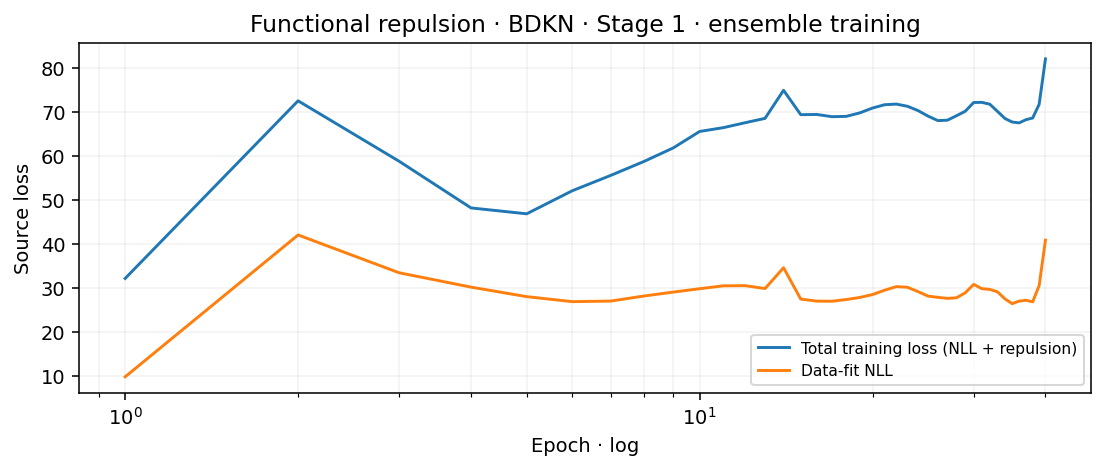 Functional repulsion · BDKN · Stage 1 · ensemble training
Source loss
80
70
60
50
40
30
20
10
Total training loss (NLL + repulsion)
Data-fit NLL
10⁰
10¹
Epoch · log